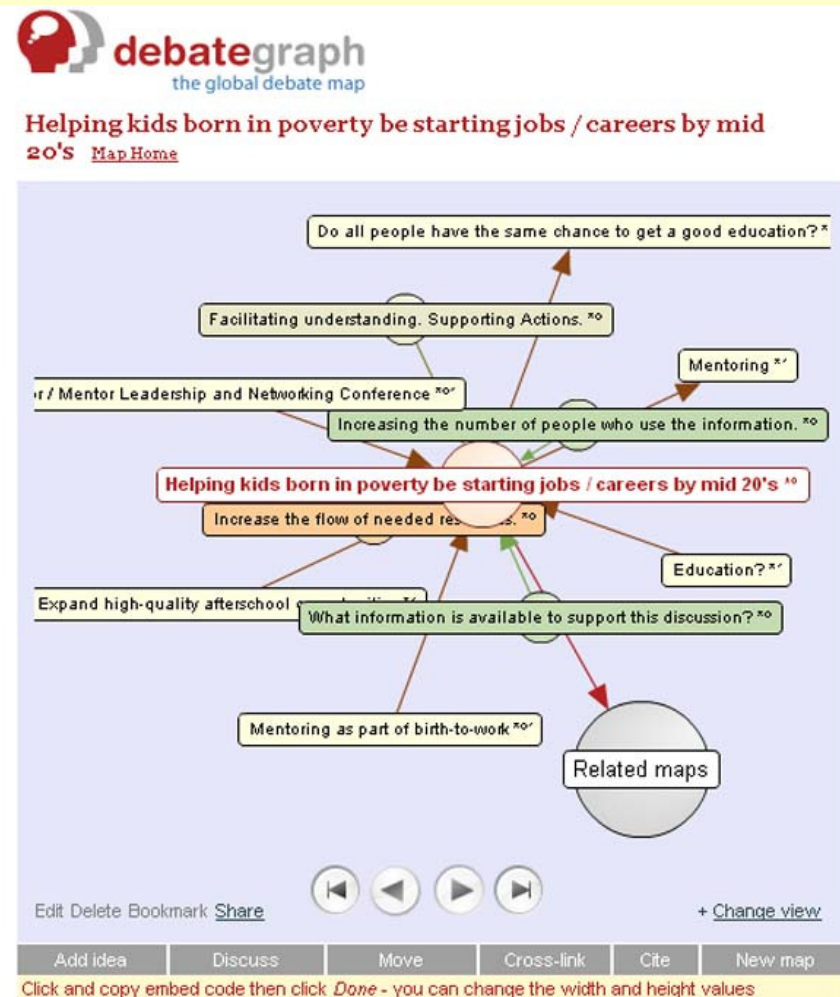 debategraph
the global debate map
Helping kids born in poverty be starting jobs / careers by mid
20's Map Home
Do all people have the same chance to get a good education?
Facilitating understanding. Supporting Actions.
Mentoring
/ Mentor Leadership and Networking Conference
Increasing the number of people who use the information.
Helping kids born in poverty be starting jobs / careers by mid 20's
Increase the flow of needed
Education?
Expand high-quality afterschool
What information is available to support this discussion?
Mentoring as part of birth-to-work
Related maps
Edit Delete Bookmark Share
+ Change view
Add idea Discuss Move Cross-link Cite New map
Click and copy embed code then click Done - you can change the width and height values